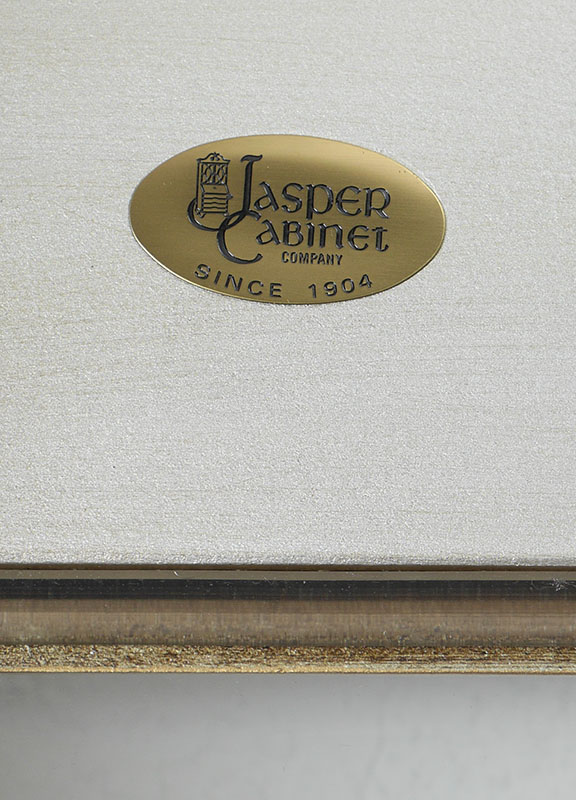 Jasper
Cabinet
COMPANY
SINCE 1904